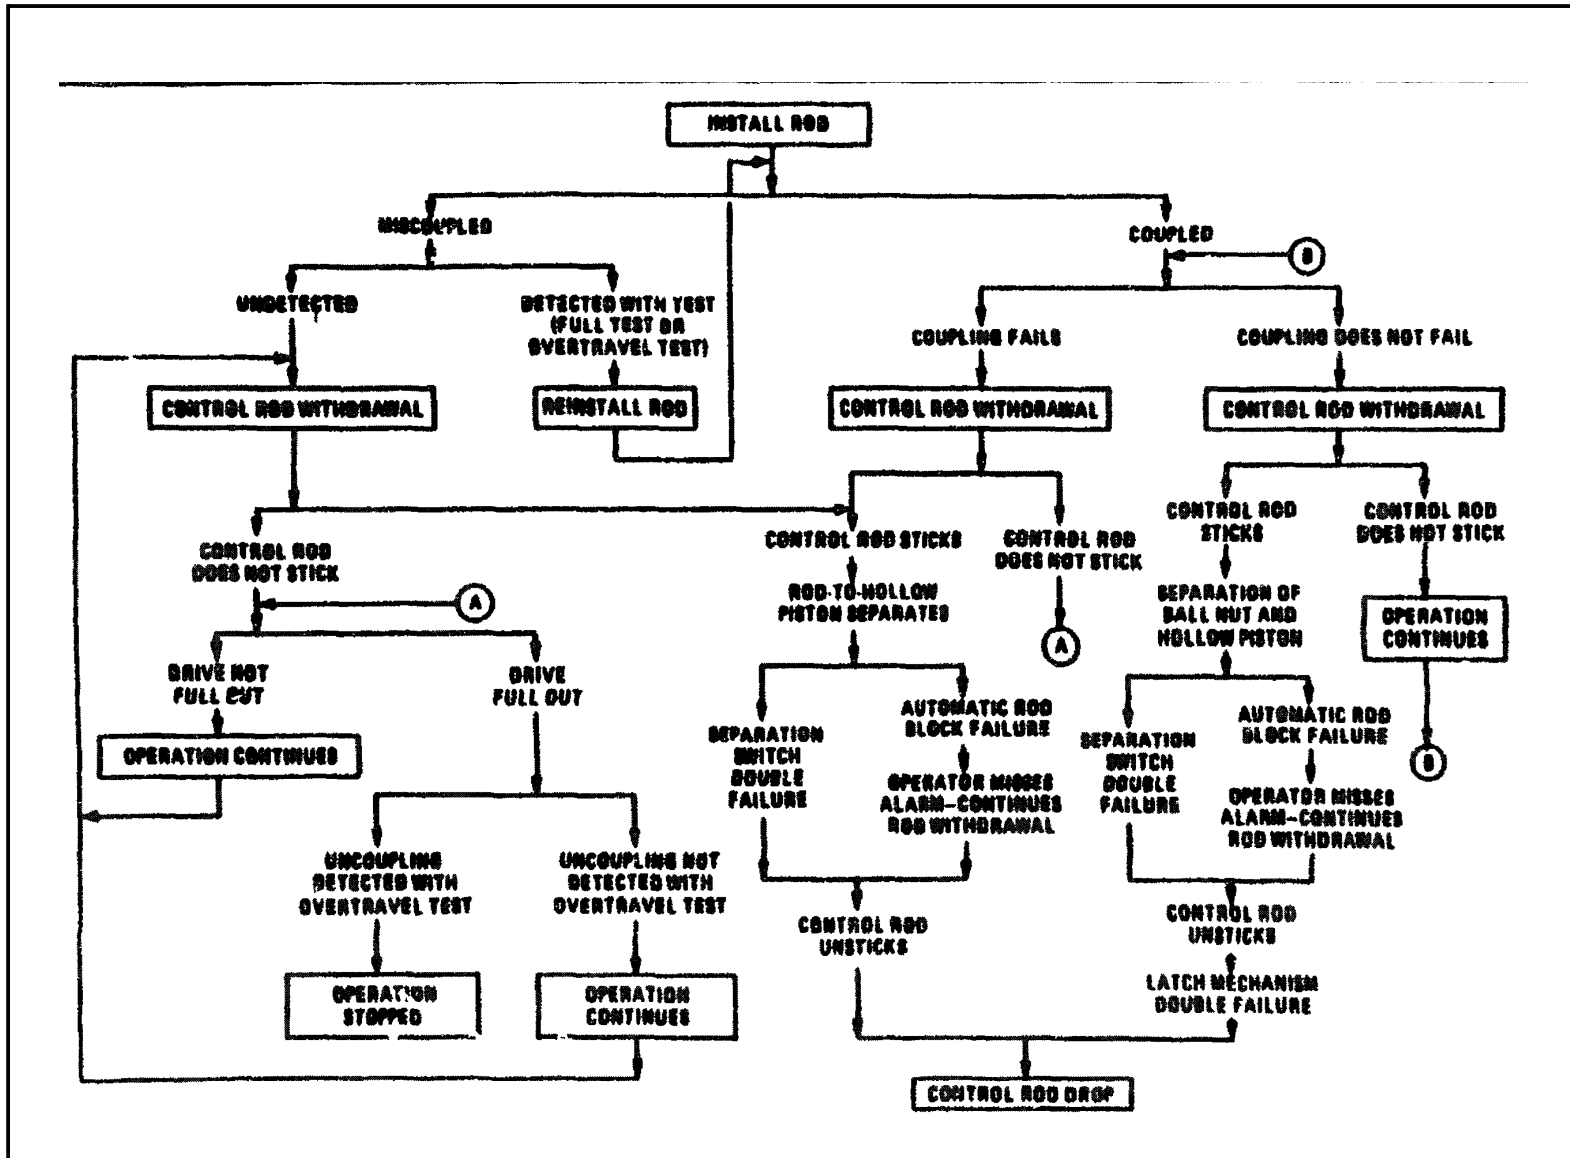 INSTALL ROD
MISCOUPLED
COUPLED
B
UNDETECTED
DETECTED WITH TEST
(FULL TEST OR
OVERTRAVEL TEST)
COUPLING FAILS
COUPLING DOES NOT FAIL
CONTROL ROD WITHDRAWAL
REINSTALL ROD
CONTROL ROD WITHDRAWAL
CONTROL ROD WITHDRAWAL
CONTROL ROD
DOES NOT STICK
CONTROL ROD STICKS
CONTROL ROD
DOES NOT STICK
CONTROL ROD
STICKS
CONTROL ROD
DOES NOT STICK
A
ROD-TO-HOLLOW
PISTON SEPARATES
A
SEPARATION OF
BALL NUT AND
HOLLOW PISTON
OPERATION
CONTINUES
B
DRIVE NOT
FULL OUT
DRIVE
FULL OUT
OPERATION CONTINUES
SEPARATION
SWITCH
DOUBLE
FAILURE
AUTOMATIC ROD
BLOCK FAILURE
OPERATOR MISSES
ALARM-CONTINUES
ROD WITHDRAWAL
SEPARATION
SWITCH
DOUBLE
FAILURE
AUTOMATIC ROD
BLOCK FAILURE
OPERATOR MISSES
ALARM-CONTINUES
ROD WITHDRAWAL
UNCOUPLING
DETECTED WITH
OVERTRAVEL TEST
UNCOUPLING NOT
DETECTED WITH
OVERTRAVEL TEST
CONTROL ROD
UNSTICKS
CONTROL ROD
UNSTICKS
LATCH MECHANISM
DOUBLE FAILURE
OPERATION
STOPPED
OPERATION
CONTINUES
CONTROL ROD DROP